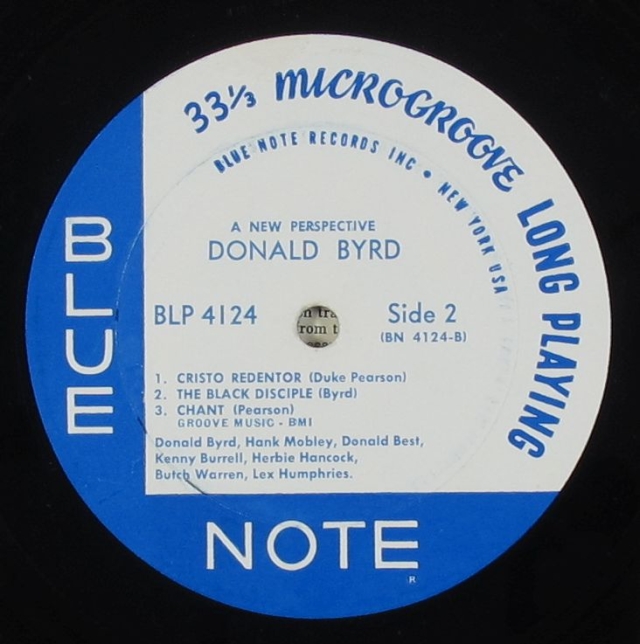 33⅓ MICROGROOVE LONG PLAYING
BLUE NOTE RECORDS INC • NEW YORK USA
A NEW PERSPECTIVE
DONALD BYRD
BLP 4124
Side 2
(BN 4124-B)
1. CRISTO REDENTOR (Duke Pearson)
2. THE BLACK DISCIPLE (Byrd)
3. CHANT (Pearson)
GROOVE MUSIC - BMI
Donald Byrd, Hank Mobley, Donald Best,
Kenny Burrell, Herbie Hancock,
Butch Warren, Lex Humphries.
BLUE
NOTE
R
rom t